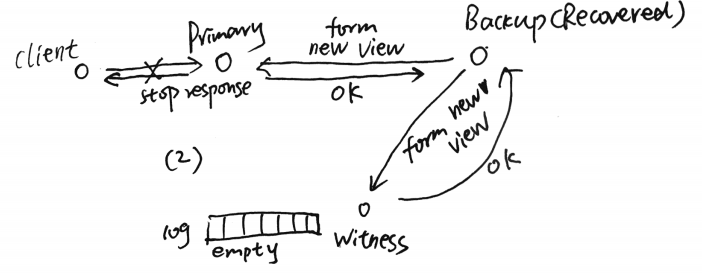 Backup(Recovered)
Primary
client
form
new view
stop response
OK
form new
view
OK
(2)
log
empty
Witness